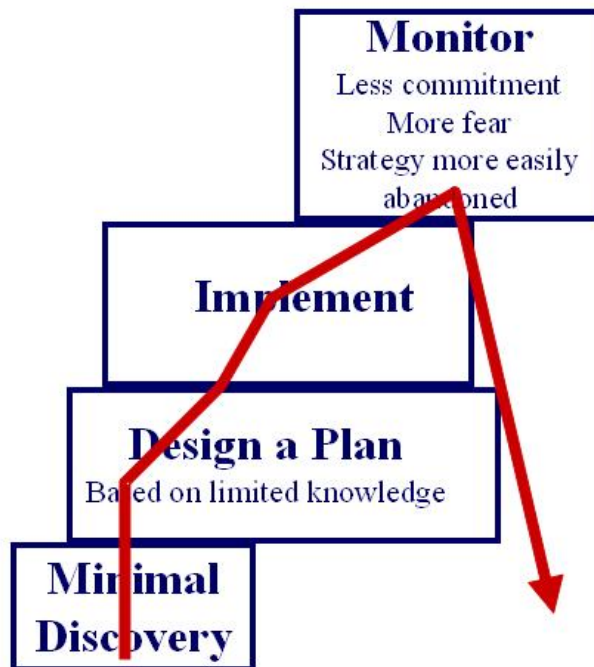 Monitor
Less commitment
More fear
Strategy more easily
abandoned
Implement
Design a Plan
Based on limited knowledge
Minimal
Discovery